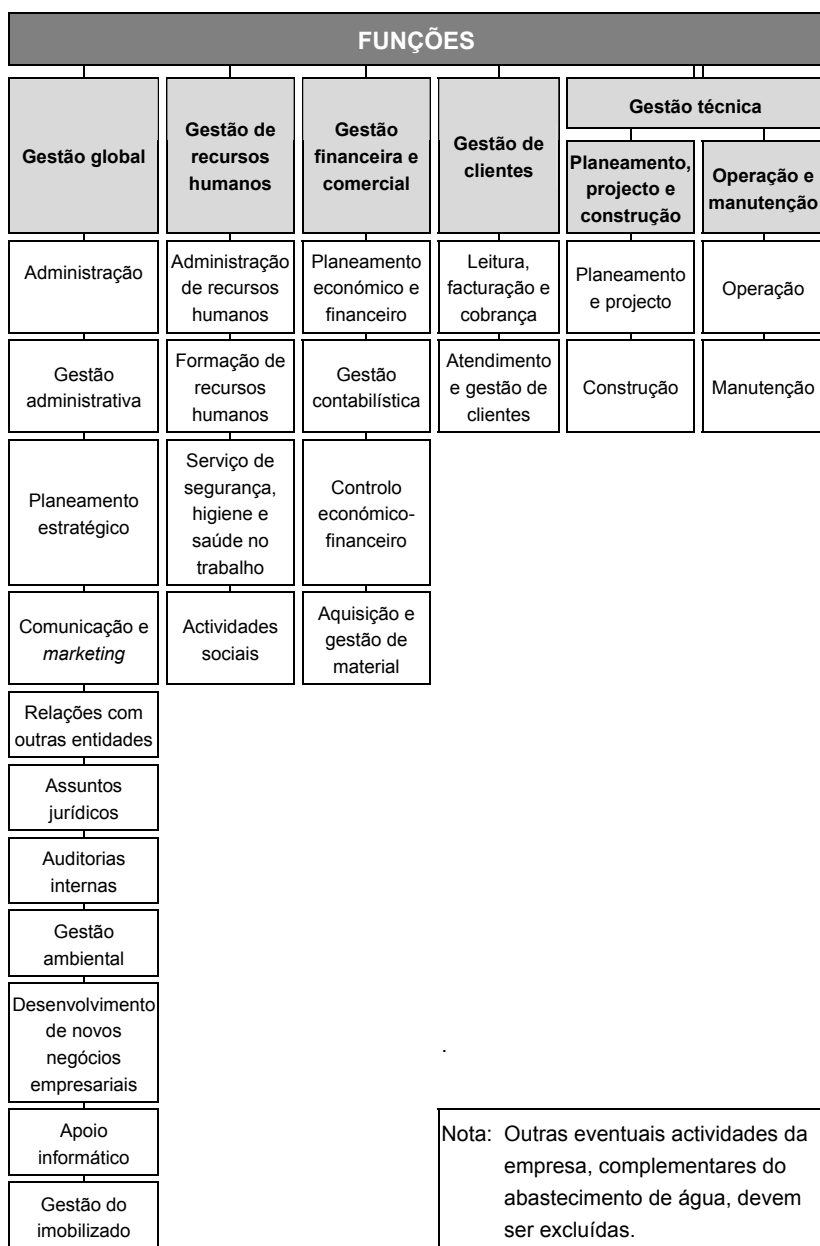 FUNÇÕES
Gestão global
Gestão de
recursos
humanos
Gestão
financeira e
comercial
Gestão de
clientes
Gestão técnica
Planeamento,
projecto e
construção
Operação e
manutenção
Administração
Administração
de recursos
humanos
Planeamento
económico e
financeiro
Leitura,
facturação e
cobrança
Planeamento
e projecto
Operação
Gestão
administrativa
Formação de
recursos
humanos
Gestão
contabilística
Atendimento
e gestão de
clientes
Construção
Manutenção
Planeamento
estratégico
Serviço de
segurança,
higiene e
saúde no
trabalho
Controlo
económico-
financeiro
Comunicação e
marketing
Actividades
sociais
Aquisição e
gestão de
material
Relações com
outras entidades
Assuntos
jurídicos
Auditorias
internas
Gestão
ambiental
Desenvolvimento
de novos
negócios
empresariais
.
Apoio
informático
Gestão do
imobilizado
Nota: Outras eventuais actividades da
empresa, complementares do
abastecimento de água, devem
ser excluídas.